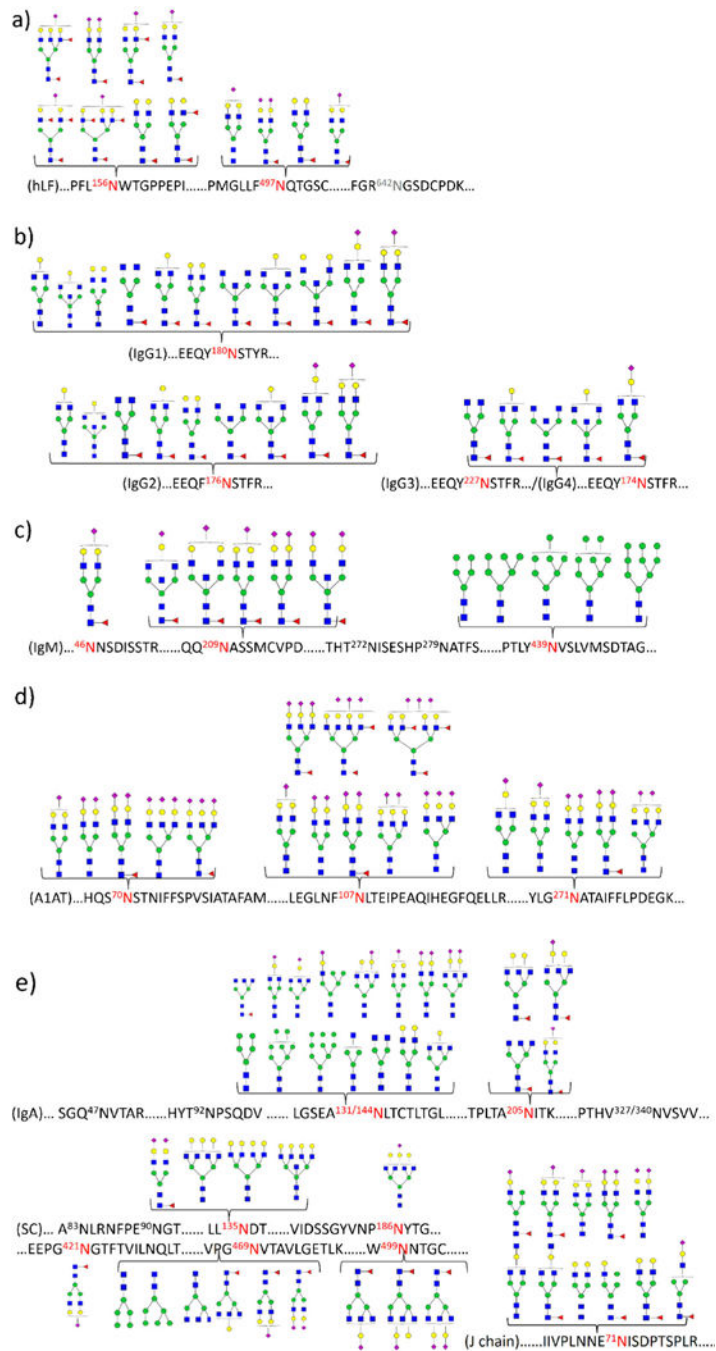 a)
(hLF)...PFL¹⁵⁶NWTGPPEPI......PMGLLF⁴⁹⁷NQTGSC......FGR⁶⁴²NGSDCPDK...
b)
(IgG1)...EEQY¹⁸⁰NSTYR...
(IgG2)...EEQF¹⁷⁶NSTFR...
(IgG3)...EEQY²²⁷NSTFR.../(IgG4)...EEQY¹⁷⁴NSTFR...
c)
(IgM)...⁴⁶NNSDISSTR......QQ²⁰⁹NASSMCVPD......THT²⁷²NISESHP²⁷⁹NATFS......PTLY⁴³⁹NVSLVMSDTAG...
d)
(A1AT)...HQS⁷⁰NSTNIFFSPVSIATAFAM......LEGLNF¹⁰⁷NLTEIPEAQIHEGFQELLR......YLG²⁷¹NATAIFFLPDEGK...
e)
(IgA)...SGQ⁴⁷NVTAR......HYT⁹²NPSQDV ......LGSEA¹³¹/¹⁴⁴NLTCTLTGL......TPLTA²⁰⁵NITK......PTHV³²⁷/³⁴⁰NVSVV...
(SC)...A⁸³NLRNFPE⁹⁰NGT......LL¹³⁵NDT......VIDSSGYVNP¹⁸⁶NYTG...
...EEPG⁴²¹NGTFTVILNQLT......VPG⁴⁶⁹NVTAVLGETLK......W⁴⁹⁹NNTGC......
(J chain)......IIVPLNNE⁷¹NISDPTSPLR...